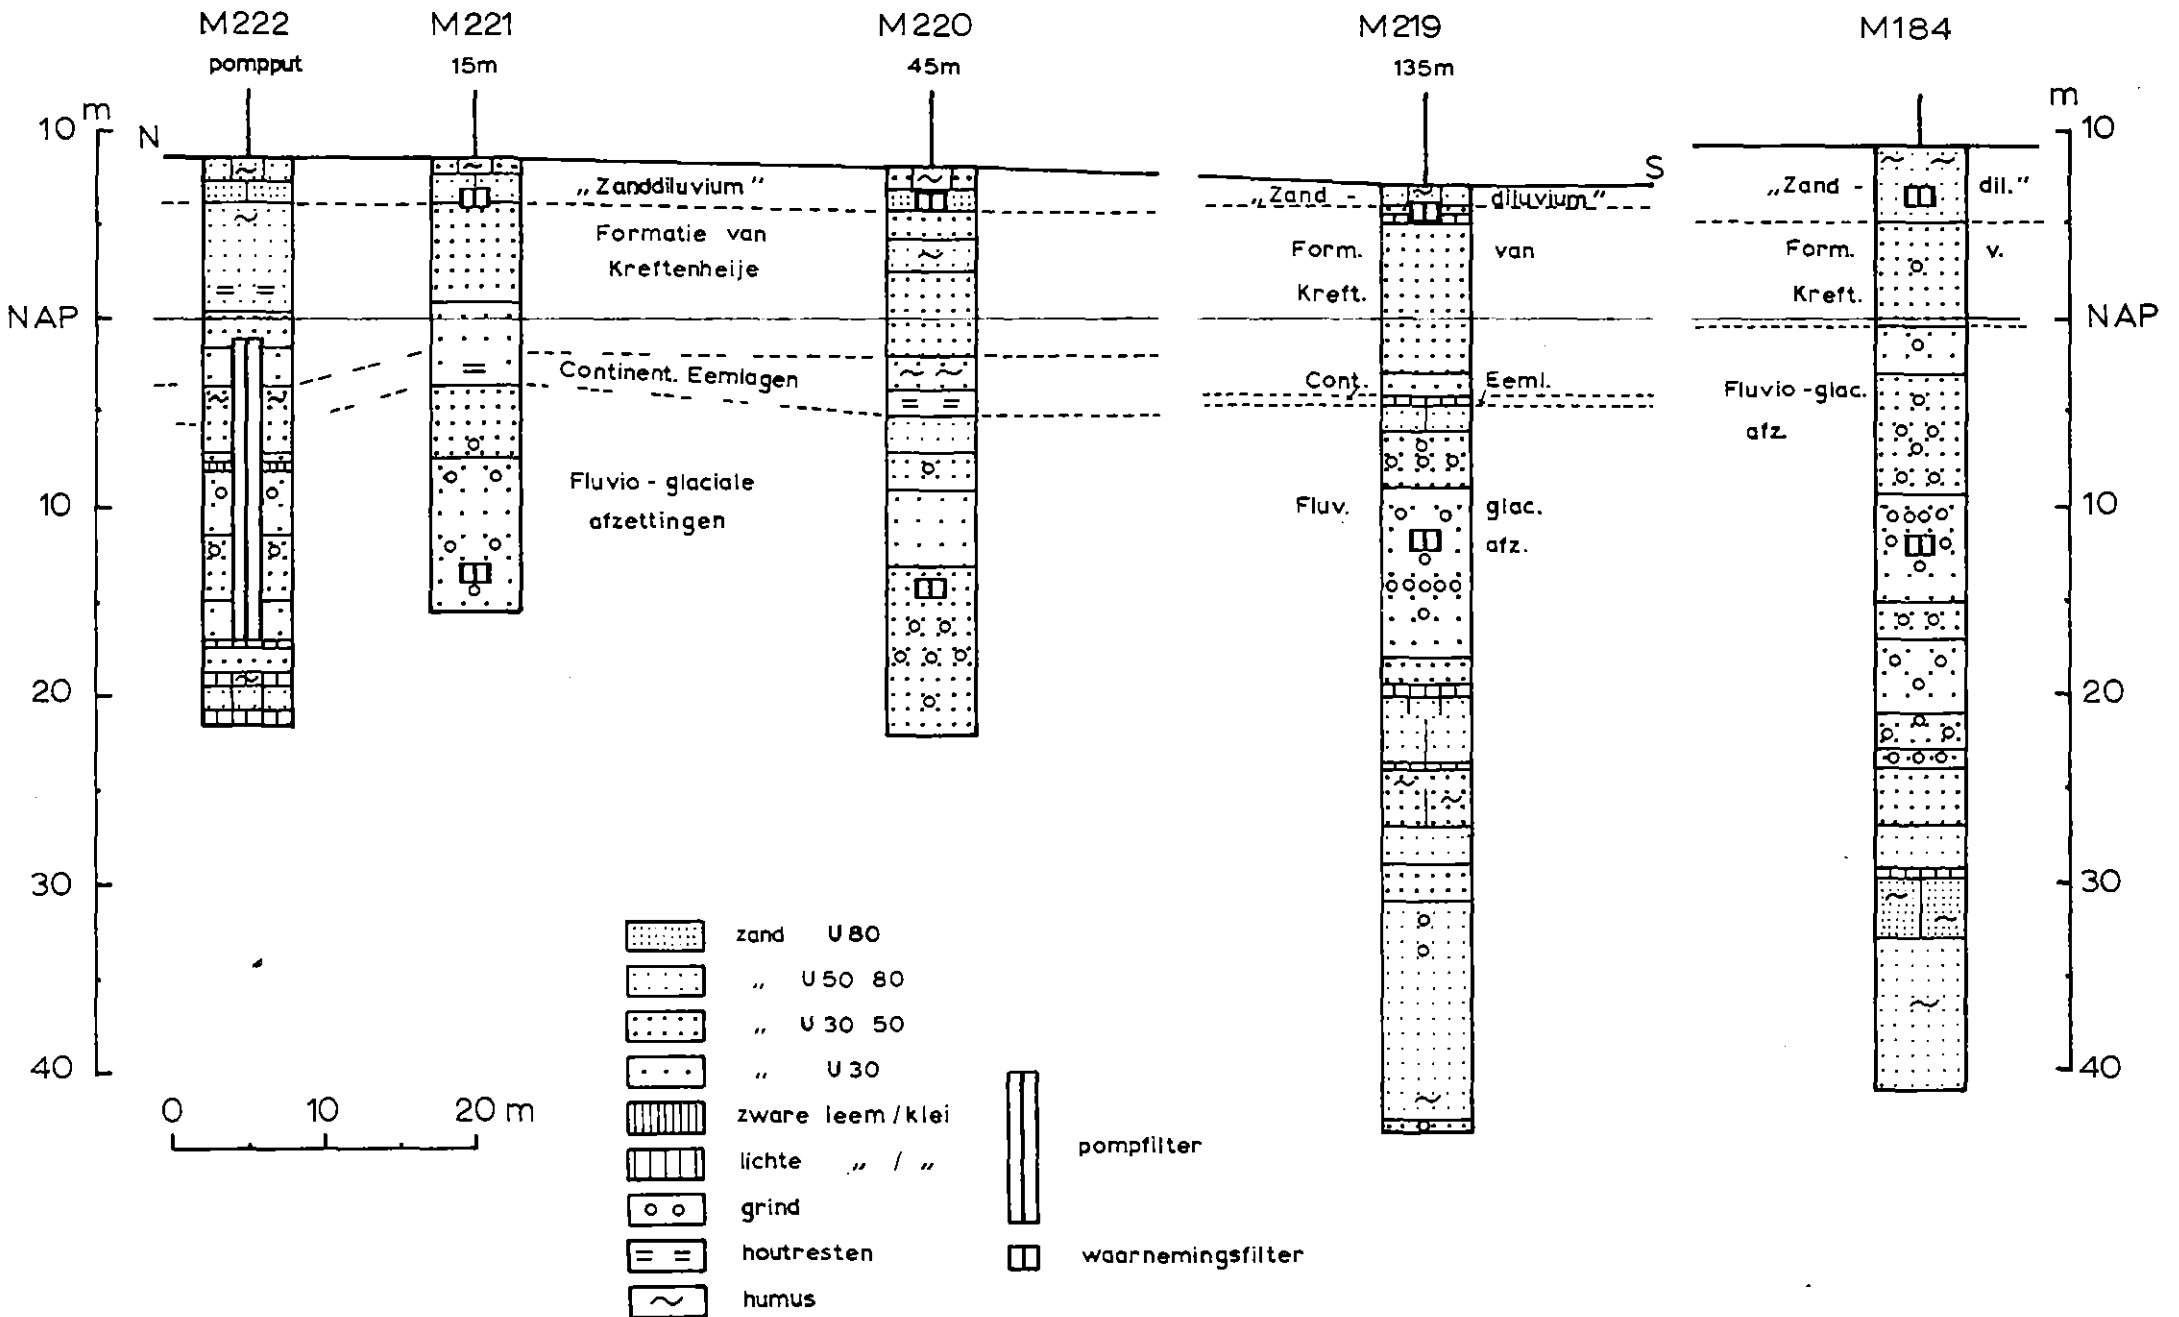 M222 M221 M220 M219 M184
pompput 15m 45m 135m
m m
10 N 10
„Zanddiluvium" S
„Zand - diluvium" „Zand - dil."
Formatie van Form. van Form. v.
Kreftenheije Kreft. Kreft.
NAP NAP
Continent. Eemlagen Cont. Eeml. Fluvio-glac.
afz.
10 Fluvio - glaciale Fluv. glac. 10
afzettingen afz.
20 20
30 30
zand U 80
„ U 50 80
„ U 30 50
40 „ U 30 40
0 10 20 m zware leem / klei
lichte „ / „ pompfilter
grind
houtresten waarnemingsfilter
humus